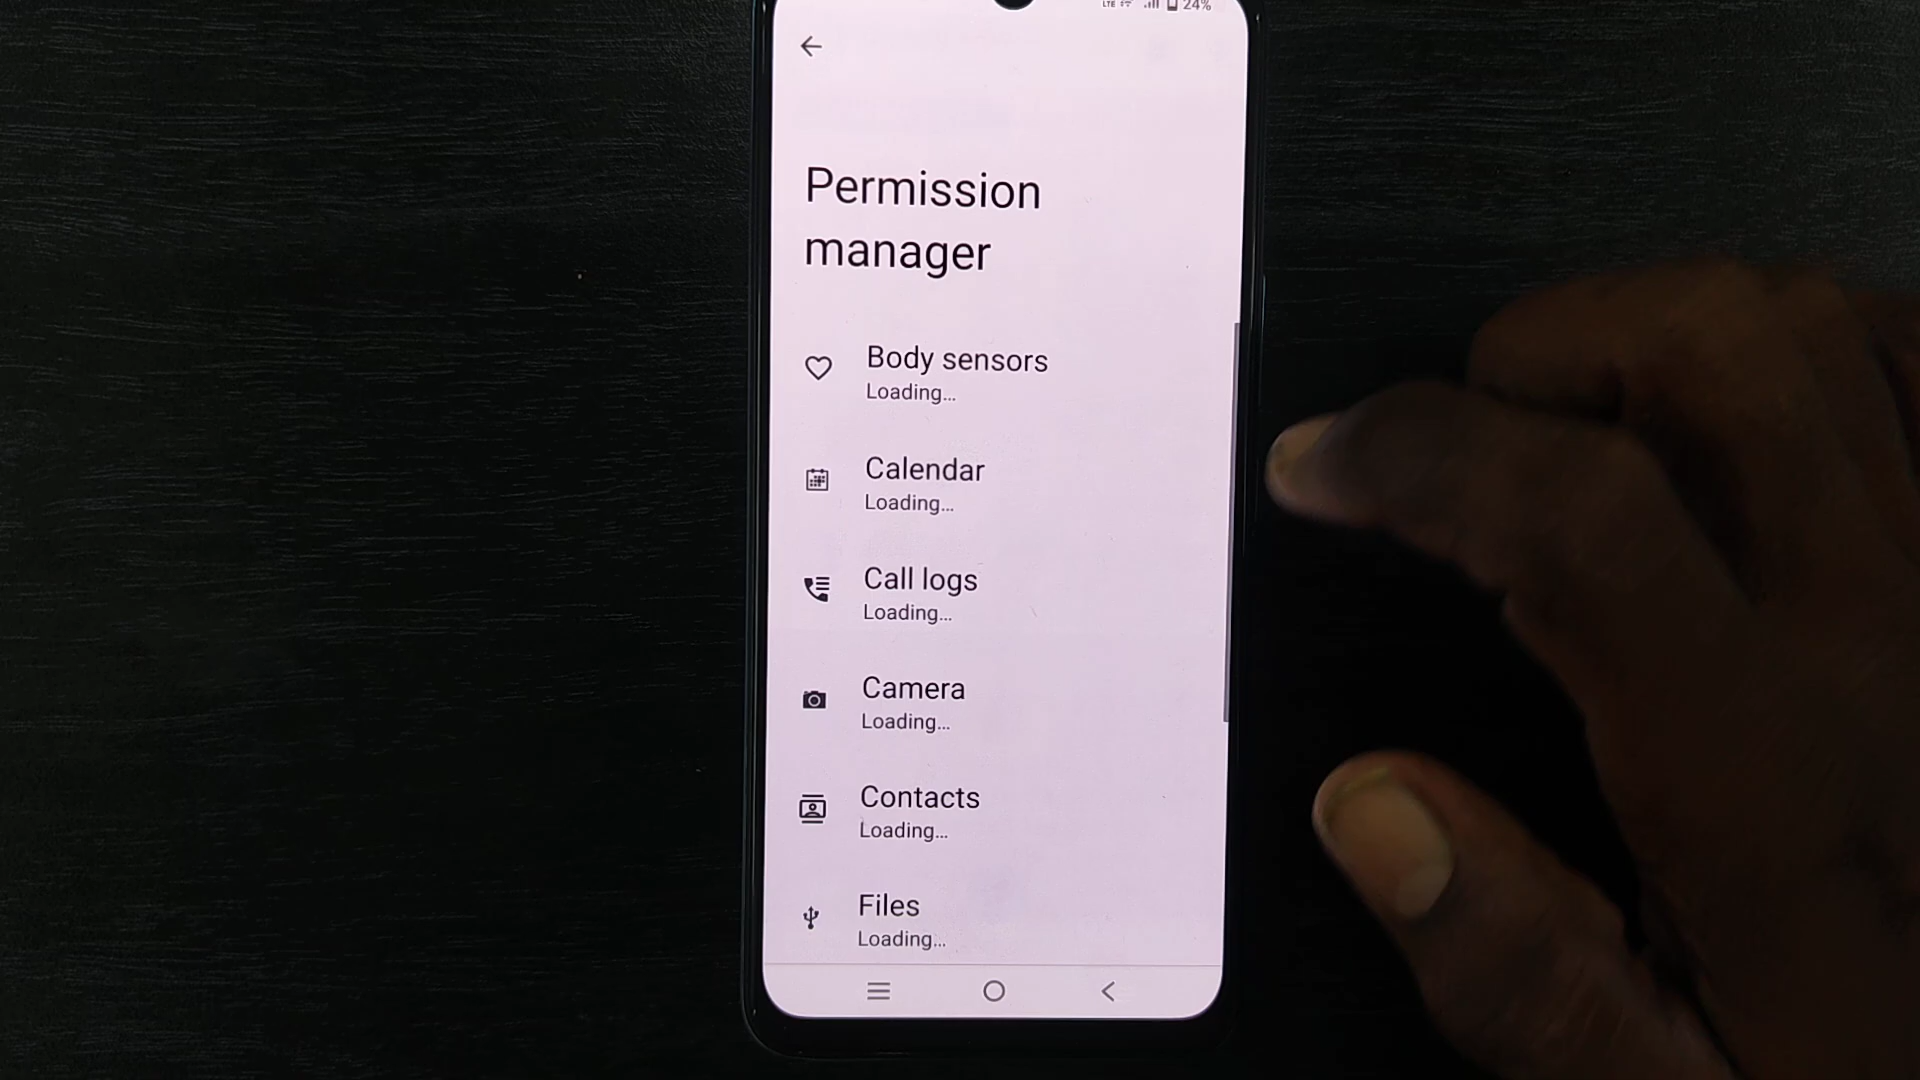 LTE 24%
Permission
manager
Body sensors
Loading...
Calendar
Loading...
Call logs
Loading...
Camera
Loading...
Contacts
Loading...
Files
Loading...